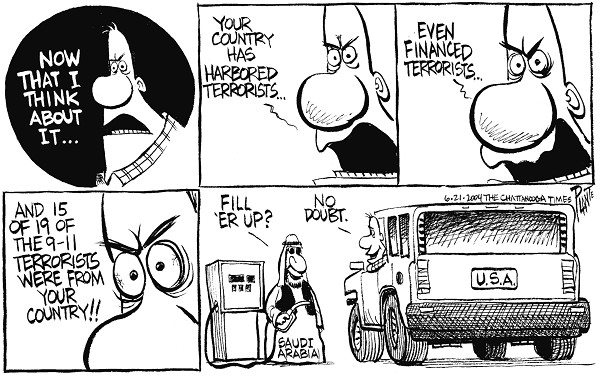 NOW
THAT I
THINK
ABOUT
IT...
YOUR
COUNTRY
HAS
HARBORED
TERRORISTS...
EVEN
FINANCED
TERRORISTS...
AND 15
OF 19 OF
THE 9-11
TERRORISTS
WERE FROM
YOUR
COUNTRY!!
FILL
'ER UP?
NO
DOUBT.
6-21-2004 THE CHATTANOOGA TIMES
SAUDI
ARABIA
U.S.A.